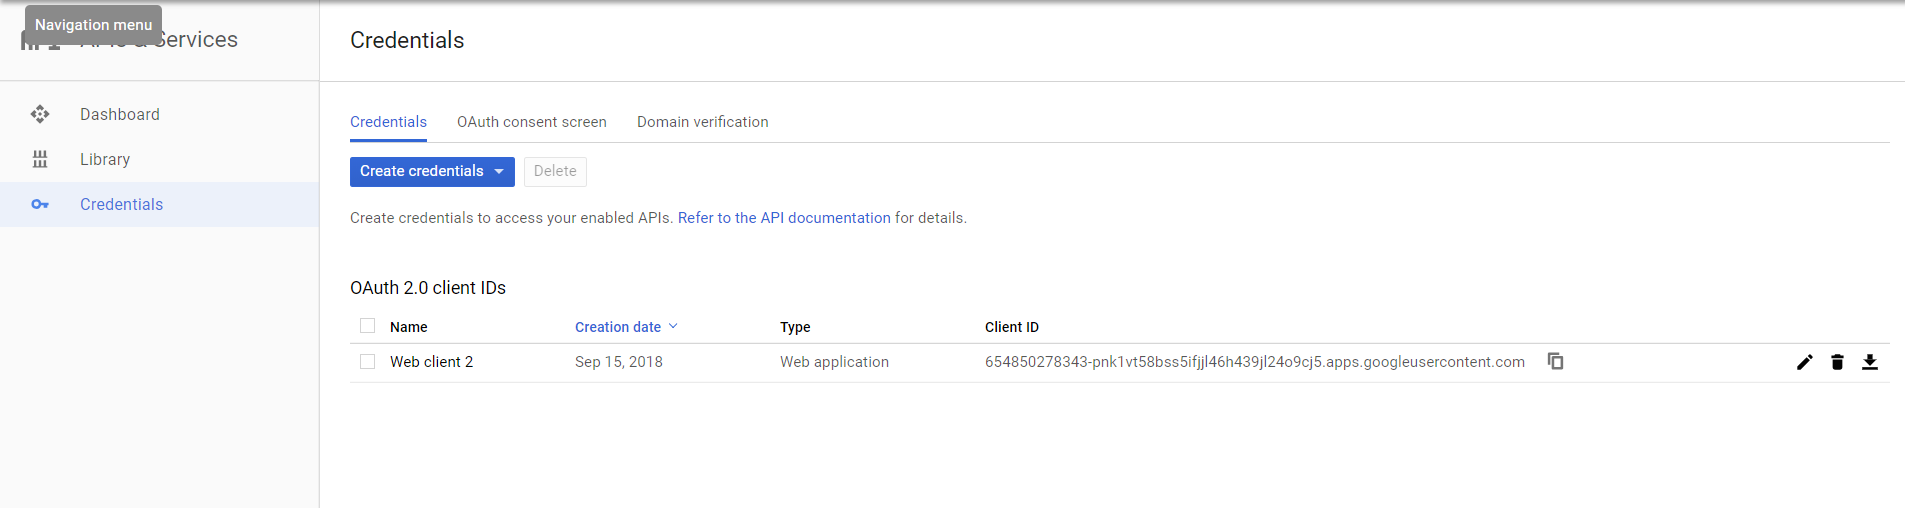 Navigation menu
Services
Credentials
Dashboard
Library
Credentials
Credentials OAuth consent screen Domain verification
Create credentials Delete
Create credentials to access your enabled APIs. Refer to the API documentation for details.
OAuth 2.0 client IDs
Name Creation date Type Client ID
Web client 2 Sep 15, 2018 Web application 654850278343-pnk1vt58bss5ifjjl46h439jl24o9cj5.apps.googleusercontent.com